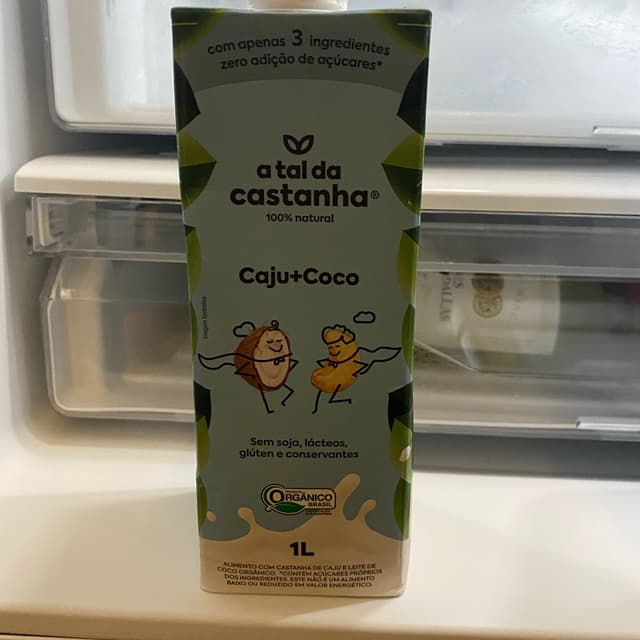 com apenas 3 ingredientes
zero adição de açúcares*
a tal da
castanha®
100% natural
Caju+Coco
Sem soja, lácteos,
glúten e conservantes
ORGÂNICO
BRASIL
1L
ALIMENTO COM CASTANHA DE CAJU E LEITE DE
COCO ORGÂNICO. *CONTÉM AÇÚCARES PRÓPRIOS
DOS INGREDIENTES. ESTE NÃO É UM ALIMENTO
BAIXO OU REDUZIDO EM VALOR ENERGÉTICO.